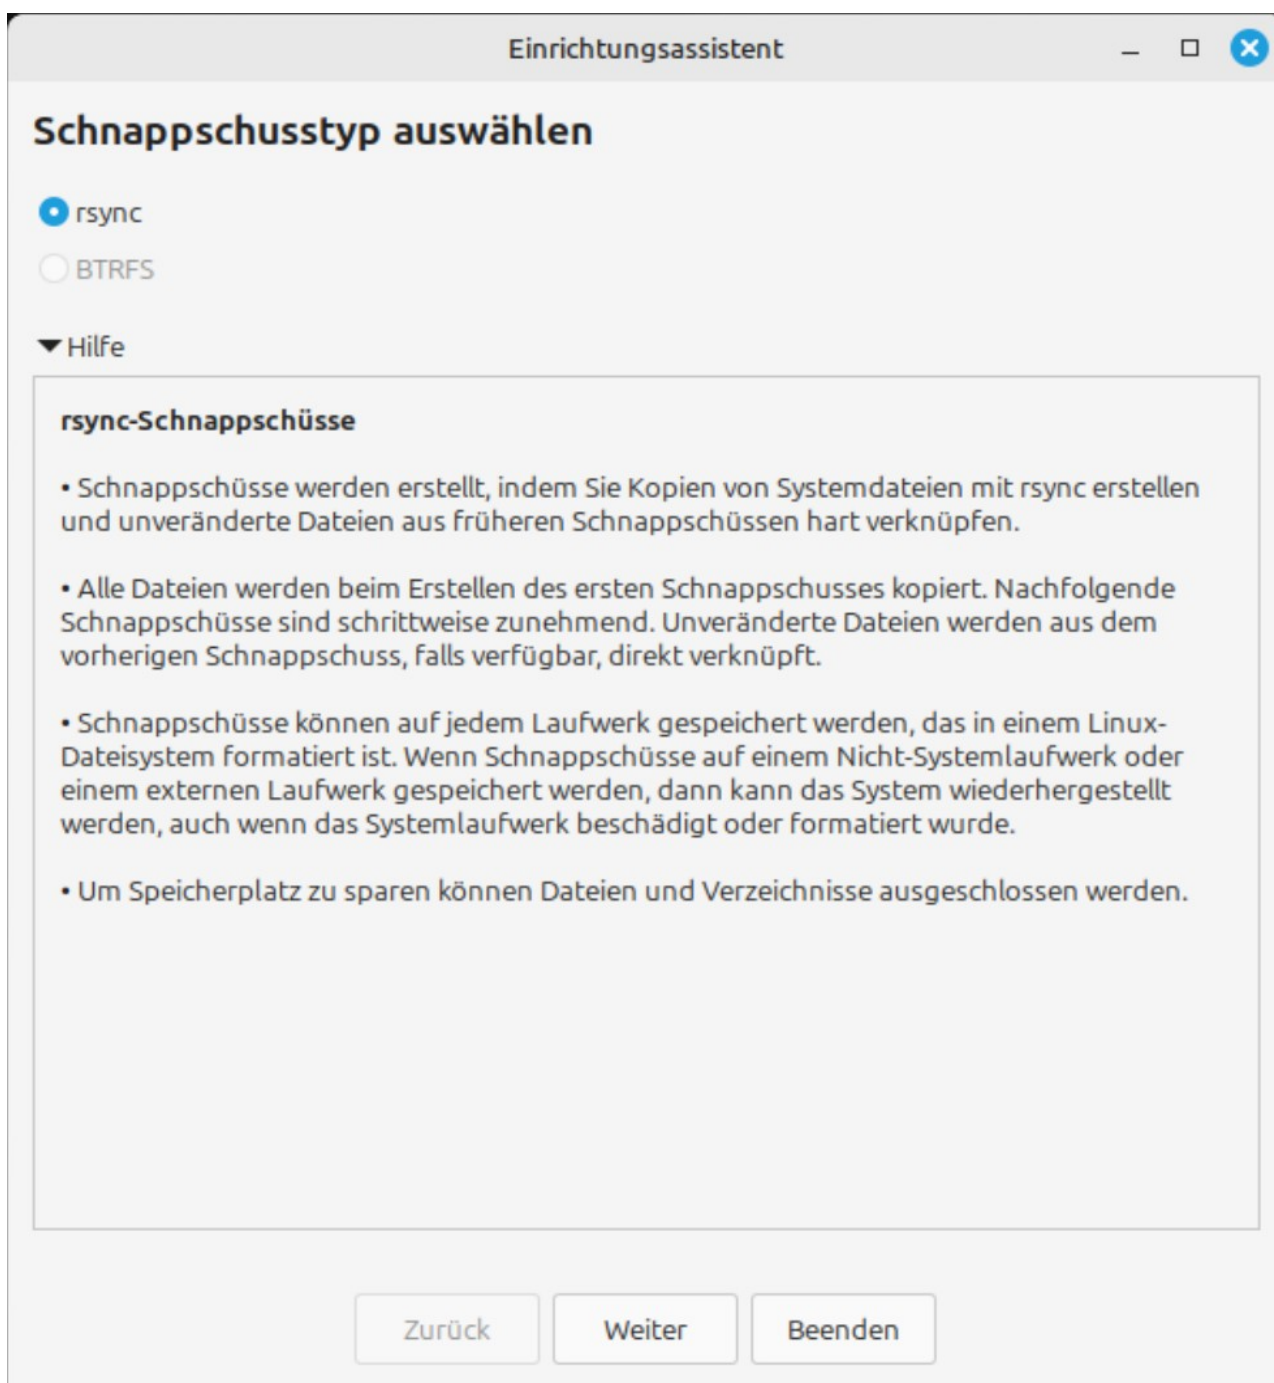 Einrichtungsassistent
Schnappschusstyp auswählen
rsync
BTRFS
Hilfe
rsync-Schnappschüsse
• Schnappschüsse werden erstellt, indem Sie Kopien von Systemdateien mit rsync erstellen
und unveränderte Dateien aus früheren Schnappschüssen hart verknüpfen.
• Alle Dateien werden beim Erstellen des ersten Schnappschusses kopiert. Nachfolgende
Schnappschüsse sind schrittweise zunehmend. Unveränderte Dateien werden aus dem
vorherigen Schnappschuss, falls verfügbar, direkt verknüpft.
• Schnappschüsse können auf jedem Laufwerk gespeichert werden, das in einem Linux-
Dateisystem formatiert ist. Wenn Schnappschüsse auf einem Nicht-Systemlaufwerk oder
einem externen Laufwerk gespeichert werden, dann kann das System wiederhergestellt
werden, auch wenn das Systemlaufwerk beschädigt oder formatiert wurde.
• Um Speicherplatz zu sparen können Dateien und Verzeichnisse ausgeschlossen werden.
Zurück Weiter Beenden